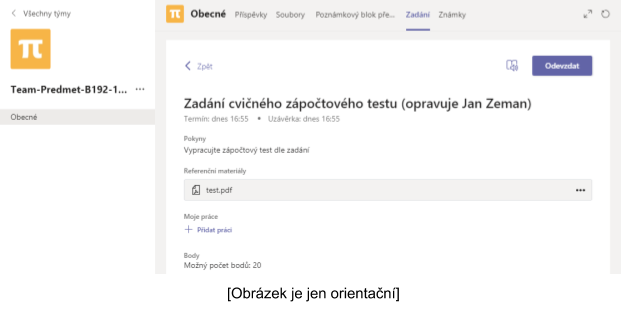 Všechny týmy
π
Team-Predmet-B192-1...
Obecné
π Obecné Příspěvky Soubory Poznámkový blok pře... Zadání Známky
Zpět
Odevzdat
Zadání cvičného zápočtového testu (opravuje Jan Zeman)
Termín: dnes 16:55 • Uzávěrka: dnes 16:55
Pokyny
Vypracujte zápočtový test dle zadání
Referenční materiály
test.pdf
Moje práce
+ Přidat práci
Body
Možný počet bodů: 20
[Obrázek je jen orientační]